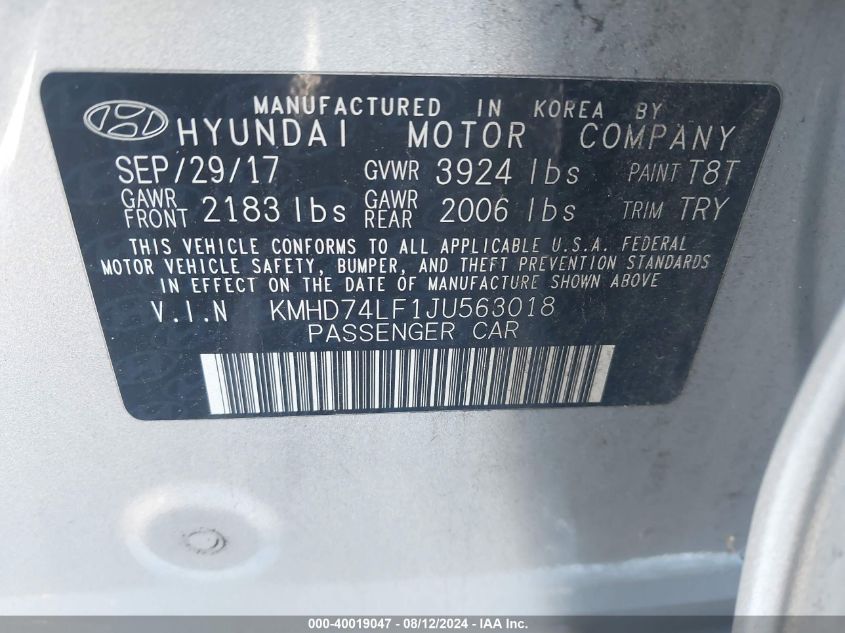 MANUFACTURED IN KOREA BY
HYUNDAI MOTOR COMPANY
SEP/29/17 GVWR 3924 lbs PAINT T8T
GAWR FRONT 2183 lbs GAWR REAR 2006 lbs TRIM TRY
THIS VEHICLE CONFORMS TO ALL APPLICABLE U.S.A. FEDERAL
MOTOR VEHICLE SAFETY, BUMPER, AND THEFT PREVENTION STANDARDS
IN EFFECT ON THE DATE OF MANUFACTURE SHOWN ABOVE.
V.I.N KMHD74LF1JU563018
PASSENGER CAR
000-40019047 - 08/12/2024 - IAA Inc.